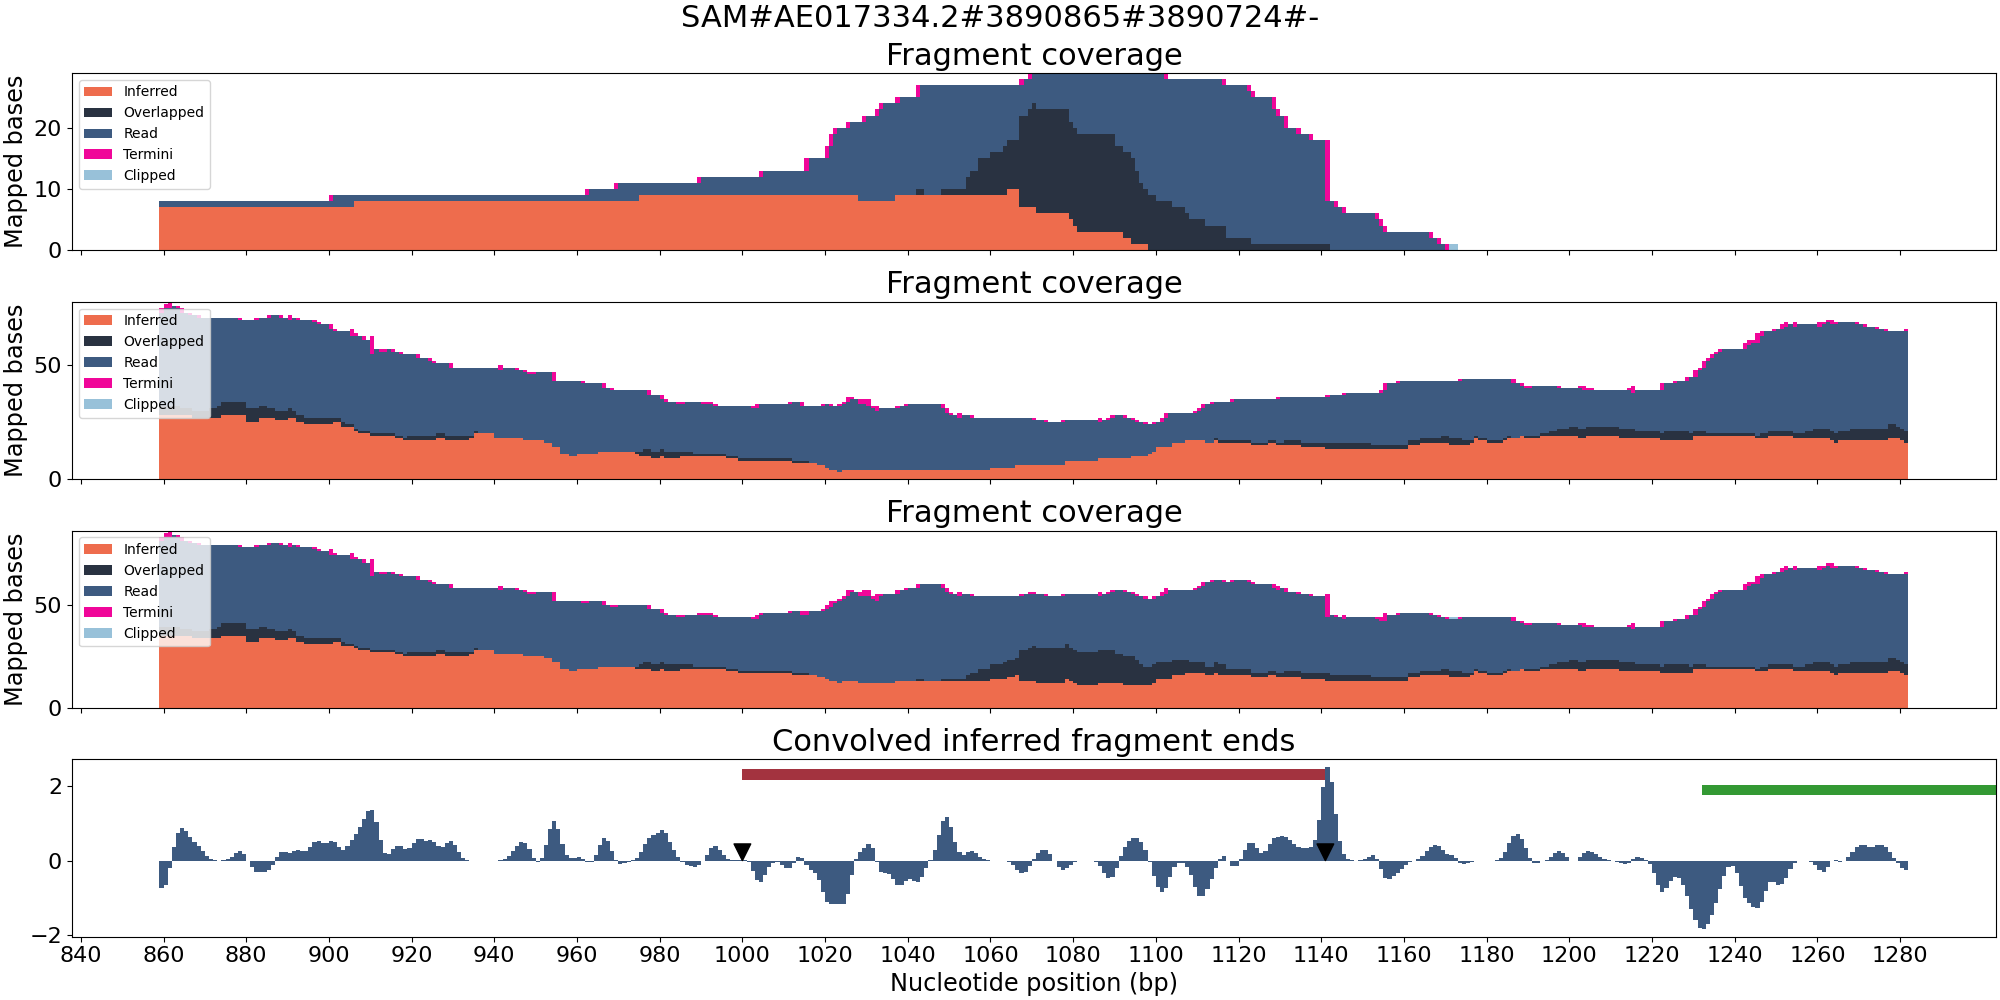 SAM#AE017334.2#3890865#3890724#-
Fragment coverage
Mapped bases
20
10
0
Inferred
Overlapped
Read
Termini
Clipped
Fragment coverage
Mapped bases
50
0
Inferred
Overlapped
Read
Termini
Clipped
Fragment coverage
Mapped bases
50
0
Inferred
Overlapped
Read
Termini
Clipped
Convolved inferred fragment ends
2
0
−2
840 860 880 900 920 940 960 980 1000 1020 1040 1060 1080 1100 1120 1140 1160 1180 1200 1220 1240 1260 1280
Nucleotide position (bp)